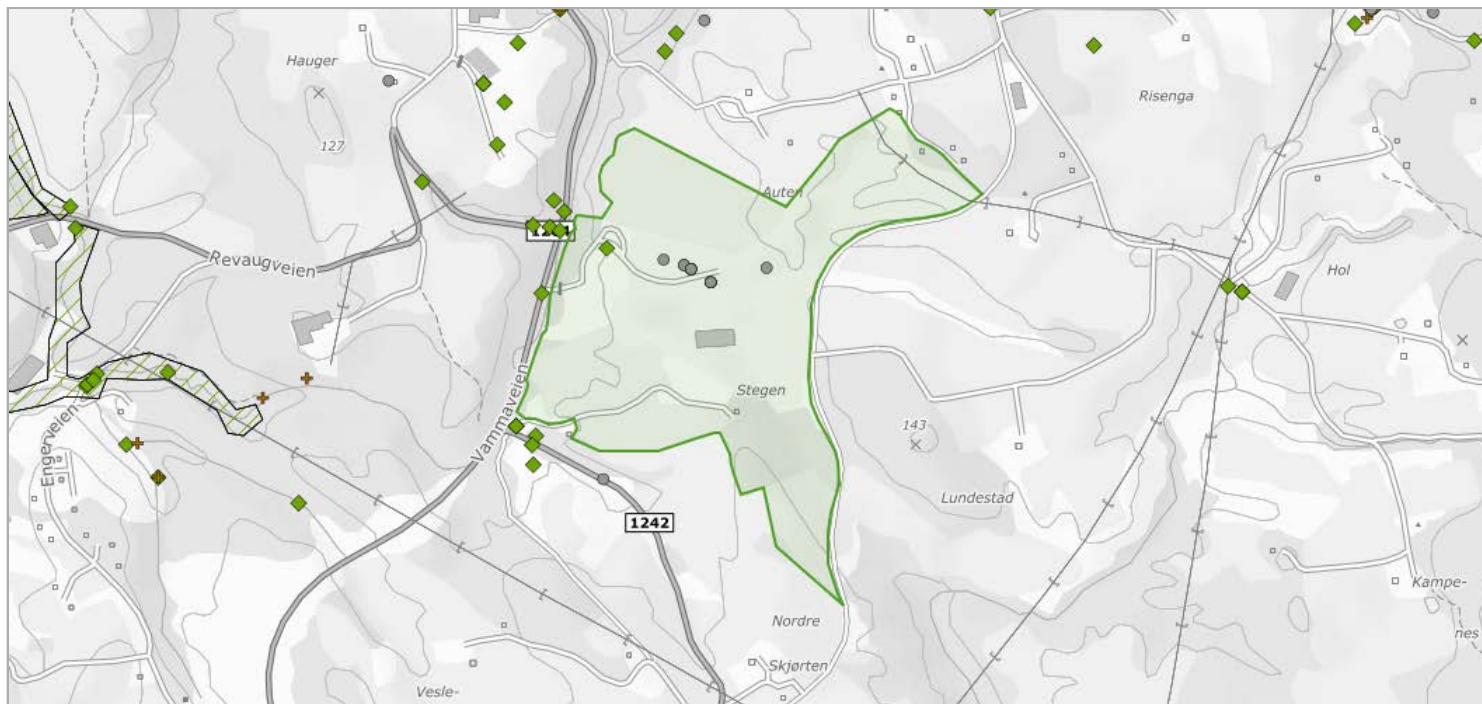 Hauger
127
Risenga
Auten
Revaugveien
Hol
Vammaveien
Stegen
143
Engerveien
Lundestad
1242
Kampe-
nes
Nordre
Skjørten
Vesle-